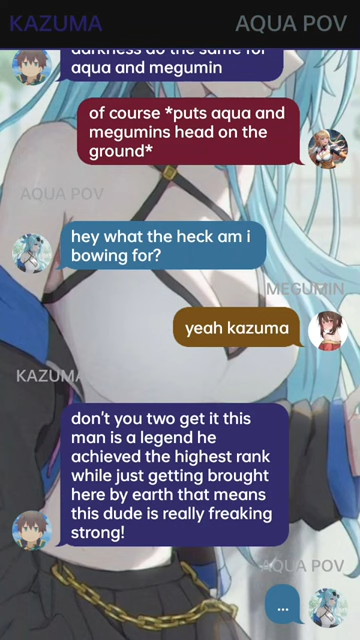 KAZUMA
AQUA POV
darkness do the same for
aqua and megumin
of course *puts aqua and
megumins head on the
ground*
AQUA POV
hey what the heck am i
bowing for?
MEGUMIN
yeah kazuma
KAZUMA
don't you two get it this
man is a legend he
achieved the highest rank
while just getting brought
here by earth that means
this dude is really freaking
strong!
AQUA POV
...